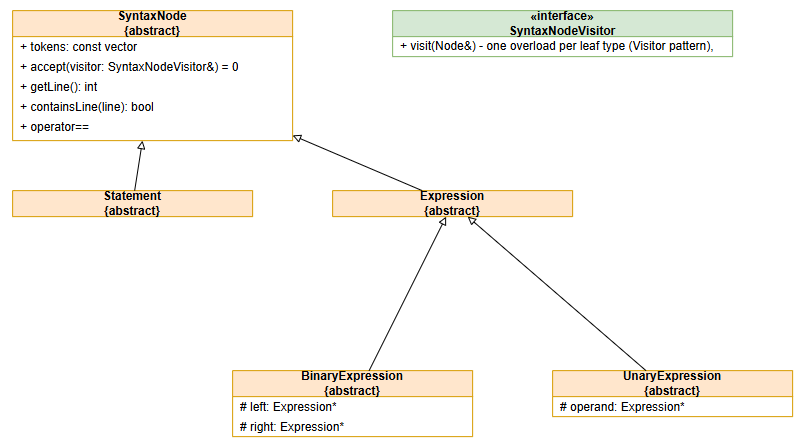 SyntaxNode
{abstract}
+ tokens: const vector
+ accept(visitor: SyntaxNodeVisitor&) = 0
+ getLine(): int
+ containsLine(line): bool
+ operator==
«interface»
SyntaxNodeVisitor
+ visit(Node&) - one overload per leaf type (Visitor pattern),
Statement
{abstract}
Expression
{abstract}
BinaryExpression
{abstract}
# left: Expression*
# right: Expression*
UnaryExpression
{abstract}
# operand: Expression*